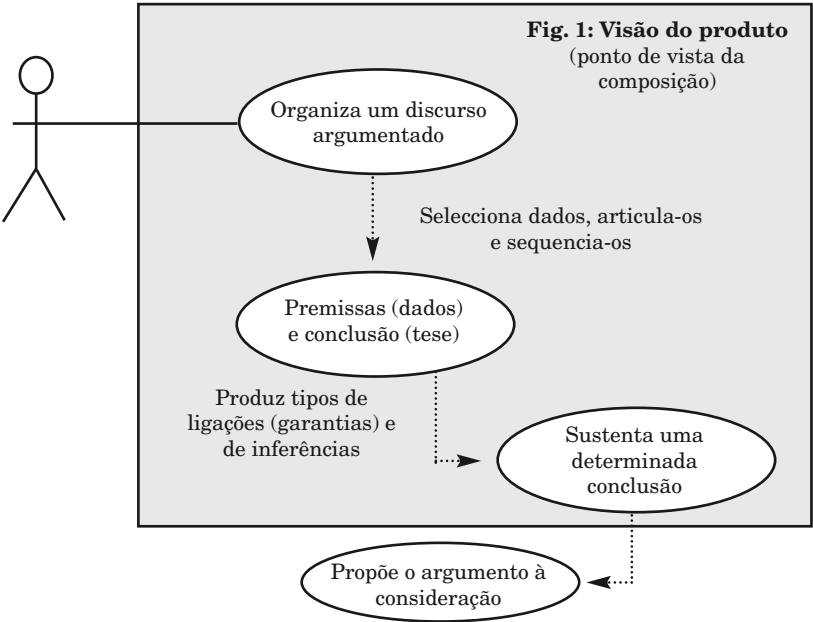 Fig. 1: Visão do produto
(ponto de vista da
composição)
Organiza um discurso
argumentado
Selecciona dados, articula-os
e sequencia-os
Premissas (dados)
e conclusão (tese)
Produz tipos de
ligações (garantias) e
de inferências
Sustenta uma
determinada
conclusão
Propõe o argumento à
consideração